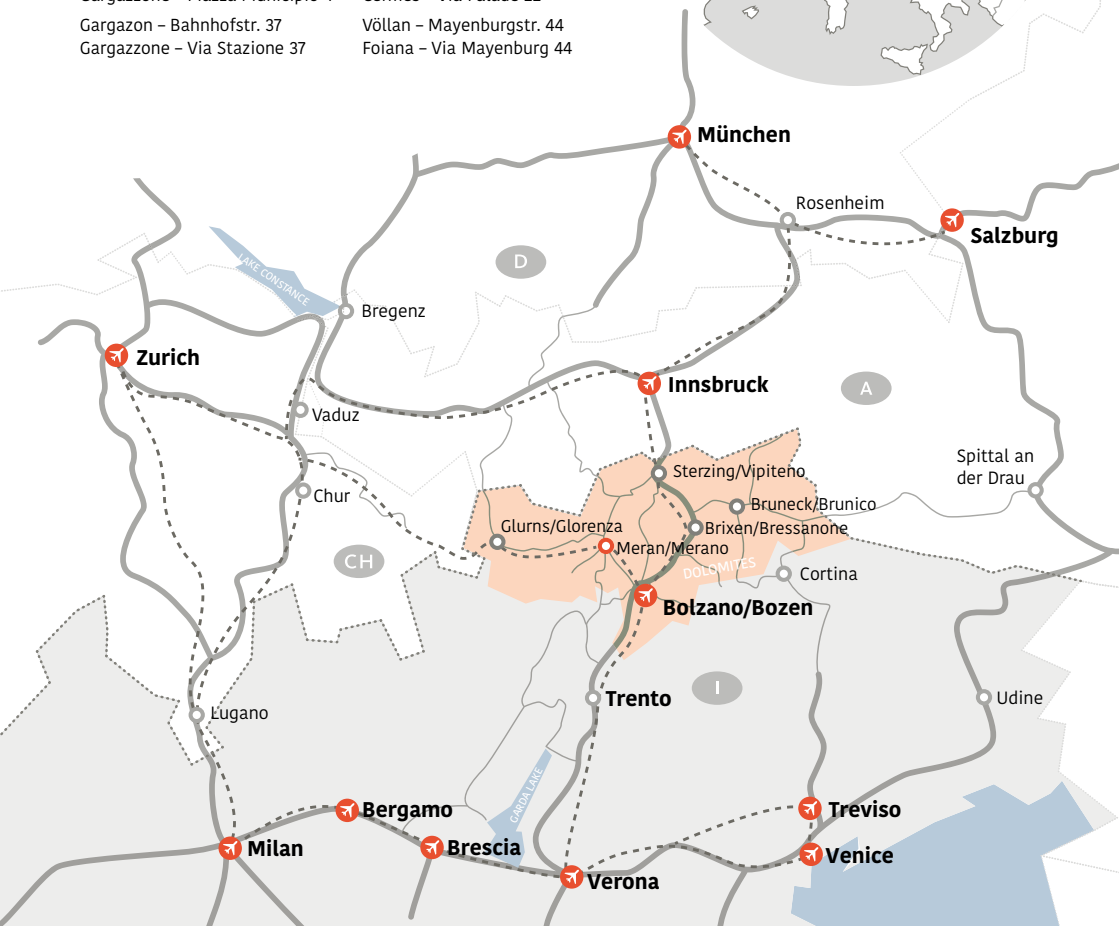 Gargazon – Bahnhofstr. 37
Gargazzone – Via Stazione 37
Völlan – Mayenburgstr. 44
Foiana – Via Mayenburg 44
München
Rosenheim
Salzburg
D
LAKE CONSTANCE
Bregenz
Zurich
Innsbruck
A
Vaduz
Spittal an
der Drau
Sterzing/Vipiteno
Chur
Bruneck/Brunico
Glurns/Glorenza
Brixen/Bressanone
Meran/Merano
CH
DOLOMITES
Cortina
Bolzano/Bozen
I
Trento
Udine
Lugano
GARDA LAKE
Bergamo
Treviso
Milan
Brescia
Venice
Verona